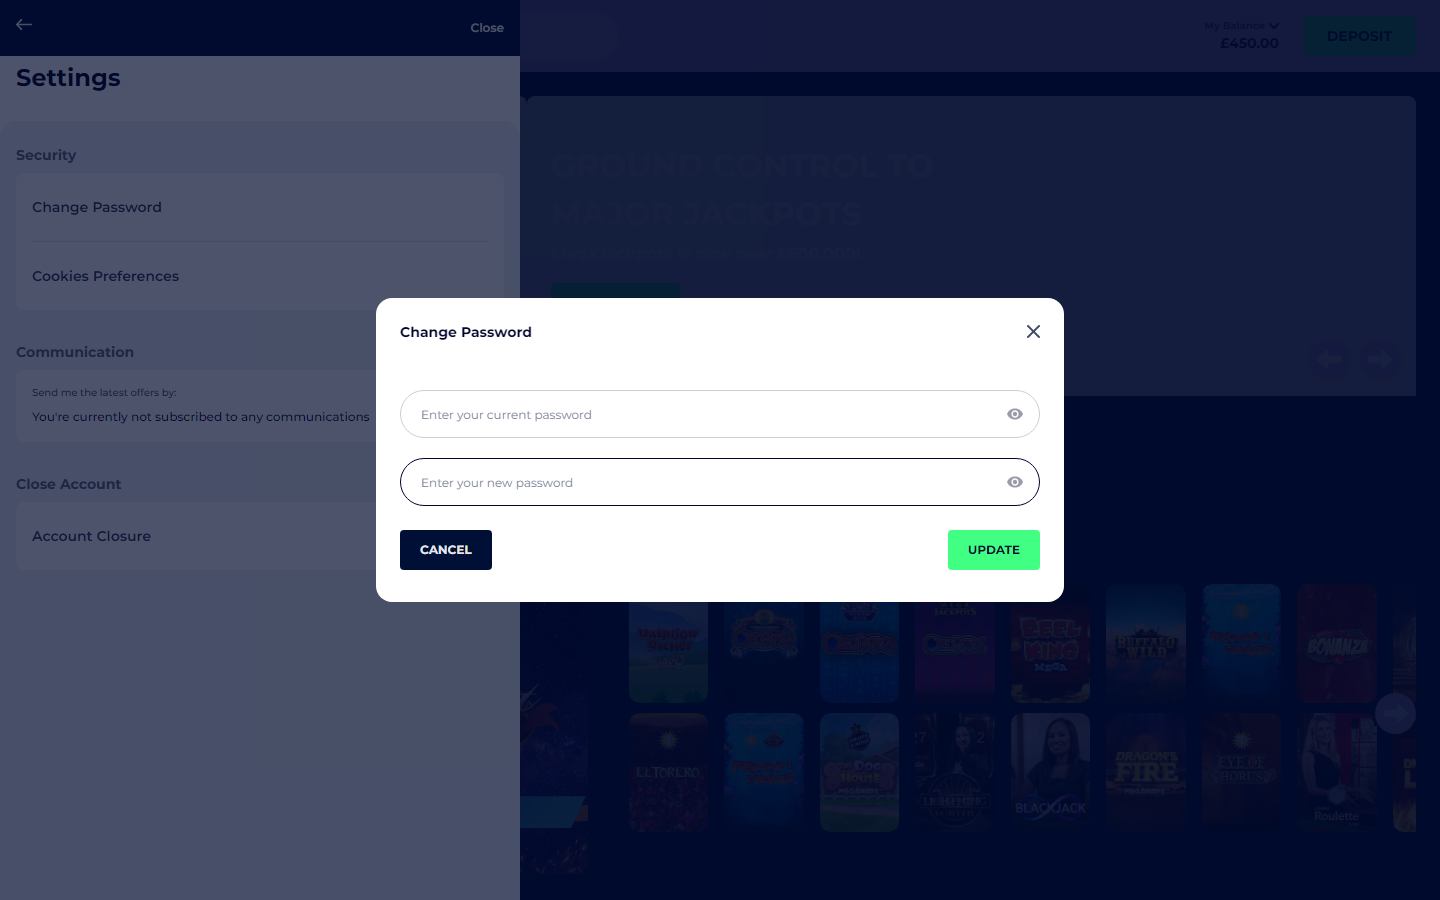 Close
My Balance
£450.00
DEPOSIT
Settings
Security
GROUND CONTROL TO
MAJOR JACKPOTS
Change Password
Cookies Preferences
Change Password
Communication
Send me the latest offers by:
You're currently not subscribed to any communications
Enter your current password
Enter your new password
Close Account
Account Closure
CANCEL
UPDATE
REEL
KING
MEGA
BUFFALO
WILD
BONANZA
EL TORERO
DRAGON'S
FIRE
EYE OF
HORUS
BLACKJACK
Roulette